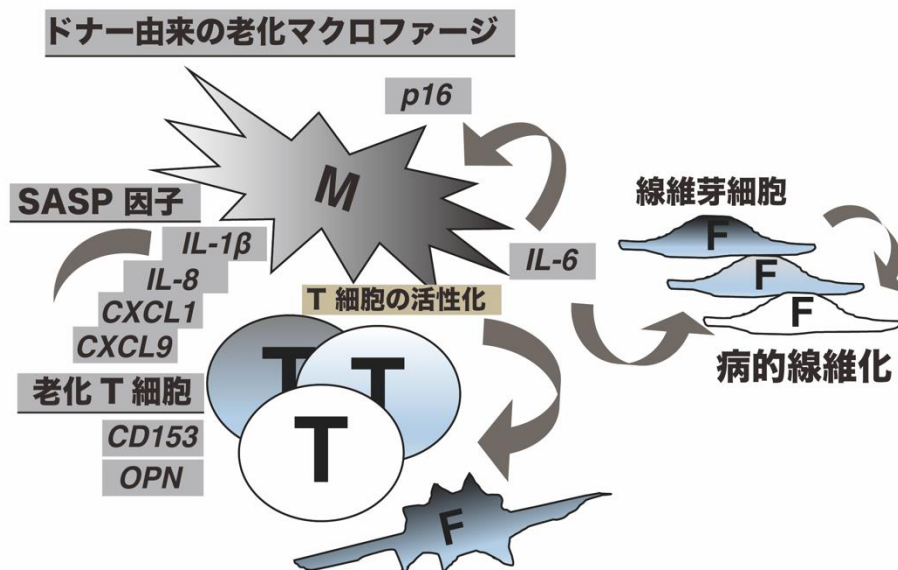 ドナー由来の老化マクロファージ
p16
M
SASP 因子
IL-1β
IL-8
CXCL1
CXCL9
IL-6
線維芽細胞
F
F
F
病的線維化
T 細胞の活性化
T
T
T
老化 T 細胞
CD153
OPN
F